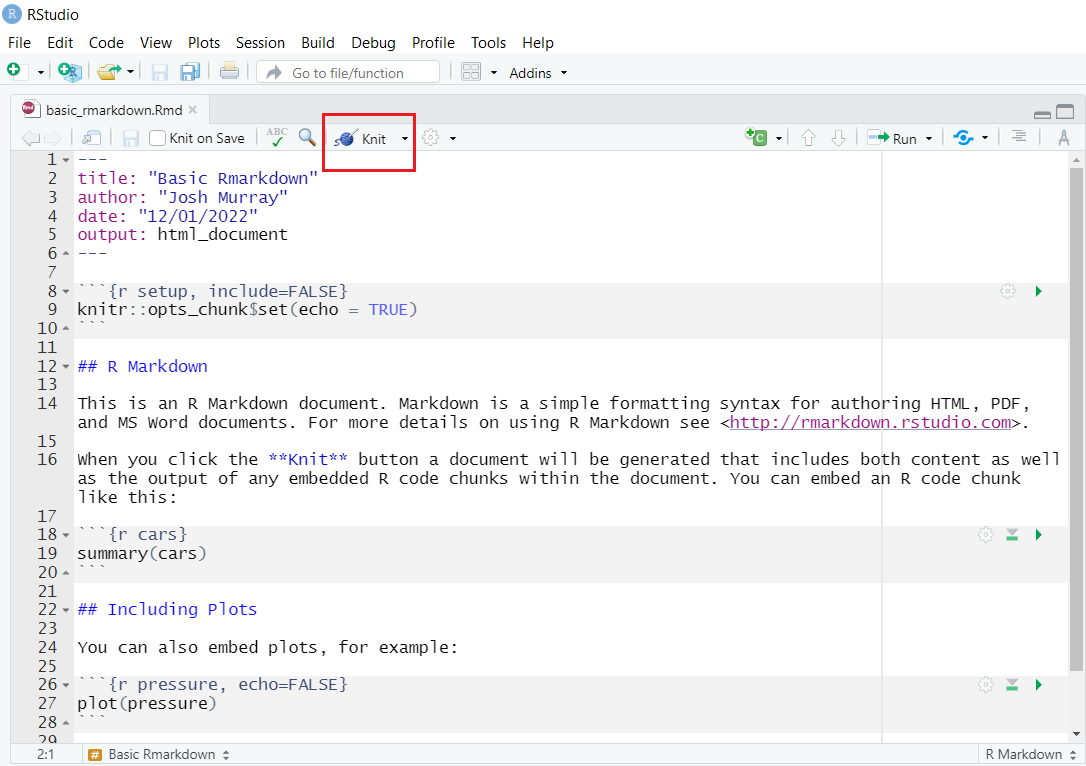 RStudio
File Edit Code View Plots Session Build Debug Profile Tools Help
Go to file/function Addins
basic_rmarkdown.Rmd
Knit on Save ABC Knit Run
1 ---
2 title: "Basic Rmarkdown"
3 author: "Josh Murray"
4 date: "12/01/2022"
5 output: html_document
6 ---
7
8 ```{r setup, include=FALSE}
9 knitr::opts_chunk$set(echo = TRUE)
10 ```
11
12 ## R Markdown
13
14 This is an R Markdown document. Markdown is a simple formatting syntax for authoring HTML, PDF,
and MS Word documents. For more details on using R Markdown see <http://rmarkdown.rstudio.com>.
15
16 When you click the **Knit** button a document will be generated that includes both content as well
as the output of any embedded R code chunks within the document. You can embed an R code chunk
like this:
17
18 ```{r cars}
19 summary(cars)
20 ```
21
22 ## Including Plots
23
24 You can also embed plots, for example:
25
26 ```{r pressure, echo=FALSE}
27 plot(pressure)
28 ```
29
2:1 # Basic Rmarkdown R Markdown